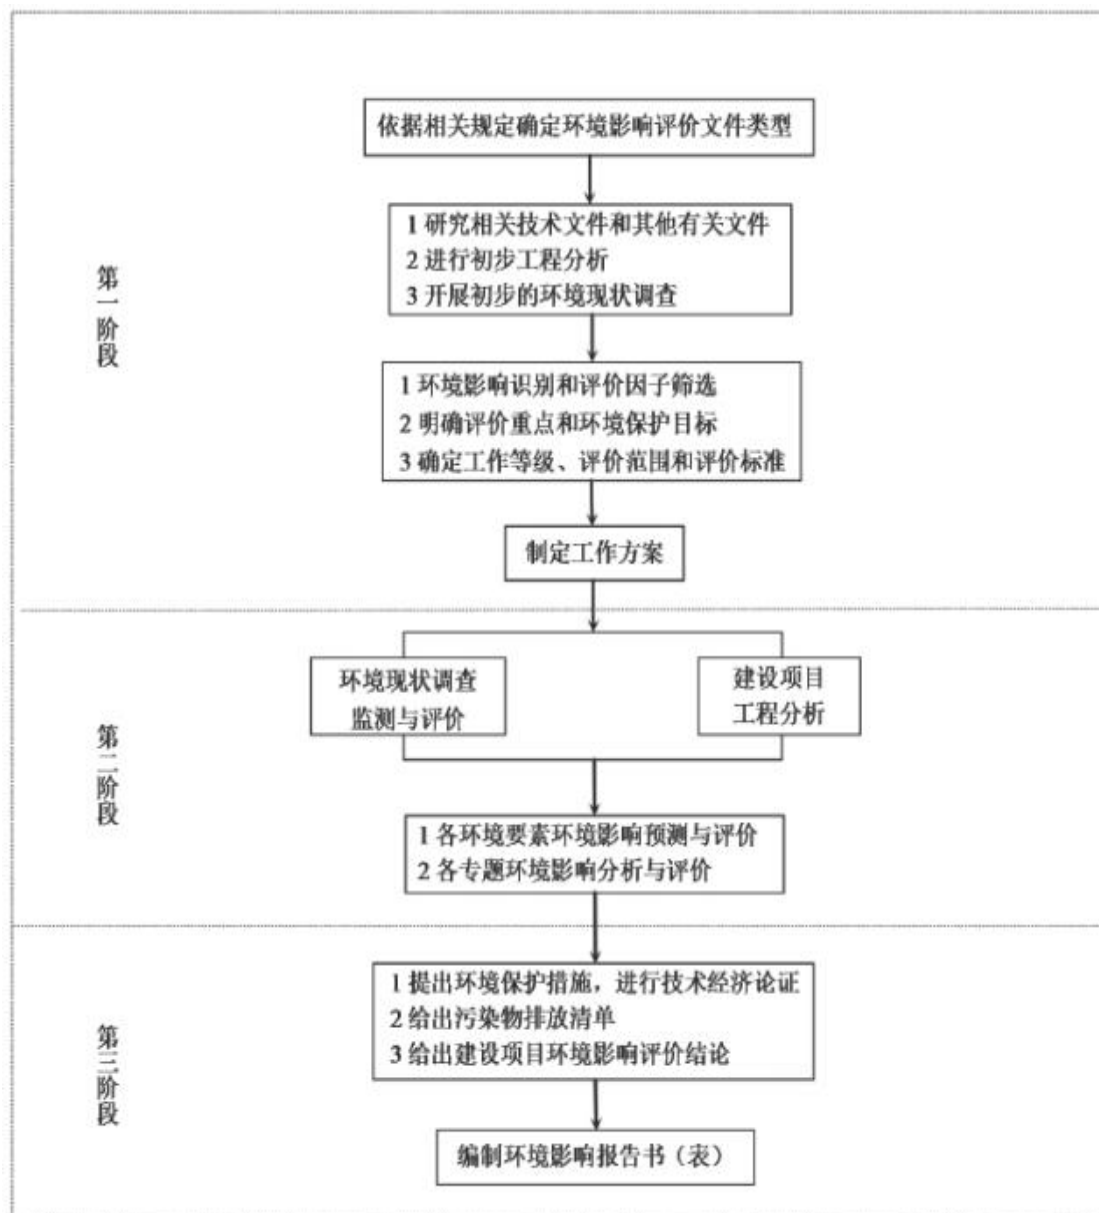 依据相关规定确定环境影响评价文件类型
1 研究相关技术文件和其他有关文件
2 进行初步工程分析
3 开展初步的环境现状调查
第一阶段
1 环境影响识别和评价因子筛选
2 明确评价重点和环境保护目标
3 确定工作等级、评价范围和评价标准
制定工作方案
环境现状调查
监测与评价
建设项目
工程分析
第二阶段
1 各环境要素环境影响预测与评价
2 各专题环境影响分析与评价
1 提出环境保护措施，进行技术经济论证
2 给出污染物排放清单
3 给出建设项目环境影响评价结论
第三阶段
编制环境影响报告书（表）